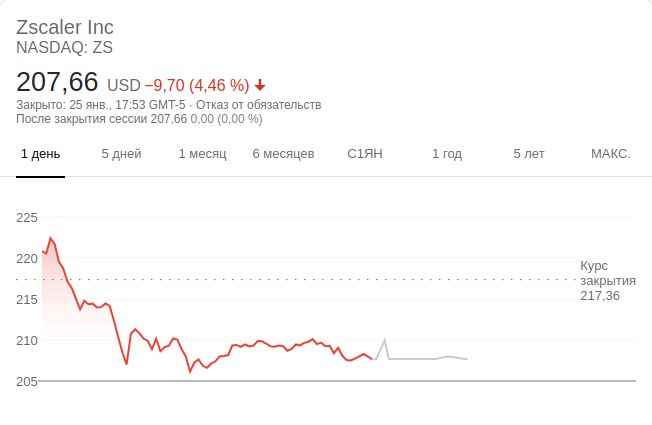 Zscaler Inc
NASDAQ: ZS
207,66 USD −9,70 (4,46 %)
Закрыто: 25 янв., 17:53 GMT-5 · Отказ от обязательств
После закрытия сессии 207,66 0,00 (0,00 %)
1 день 5 дней 1 месяц 6 месяцев С1ЯН 1 год 5 лет МАКС.
225
220
Курс
закрытия
217,36
215
210
205